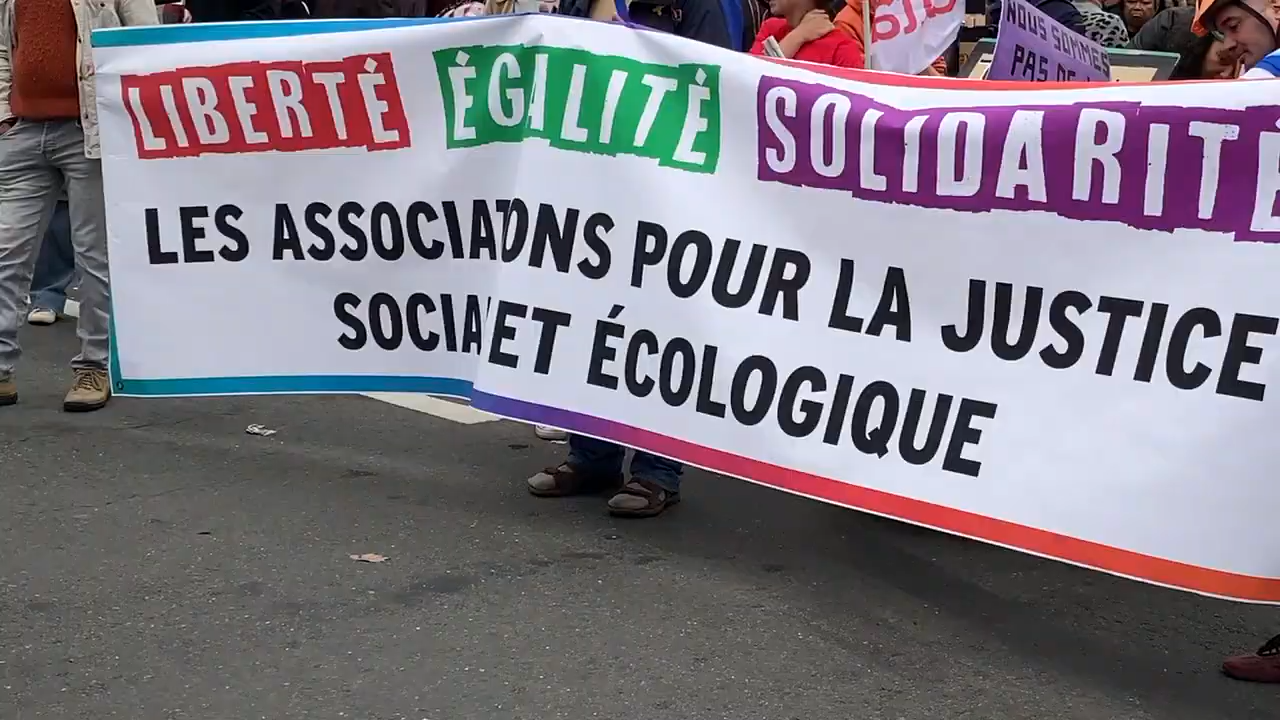 LIBERTÉ ÉGALITÉ SOLIDARITÉ
LES ASSOCIATIONS POUR LA JUSTICE
SOCIALE ET ÉCOLOGIQUE
NOUS SOMMES
PAS DE